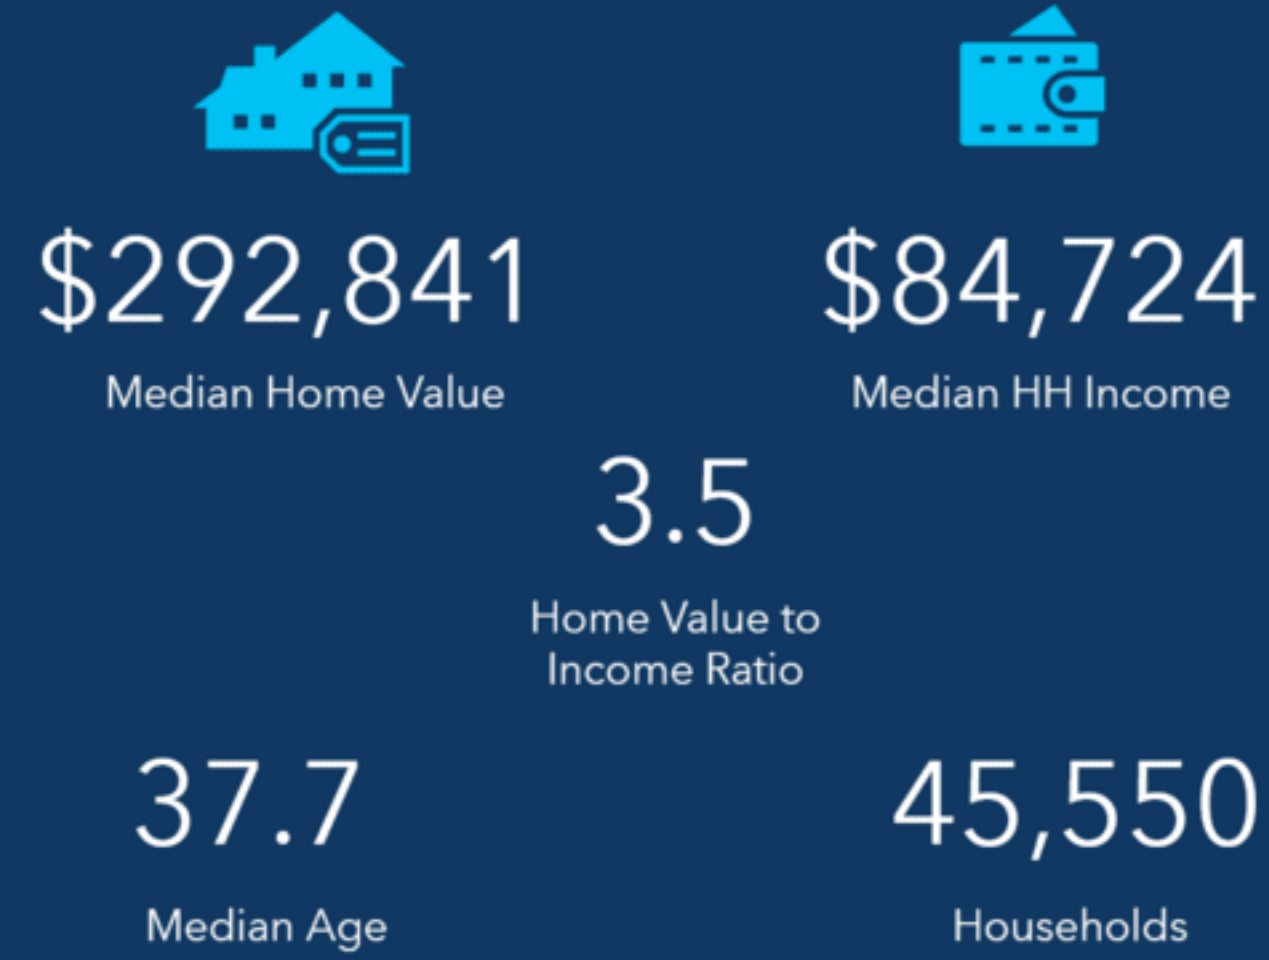 $292,841
Median Home Value
$84,724
Median HH Income
3.5
Home Value to
Income Ratio
37.7
Median Age
45,550
Households